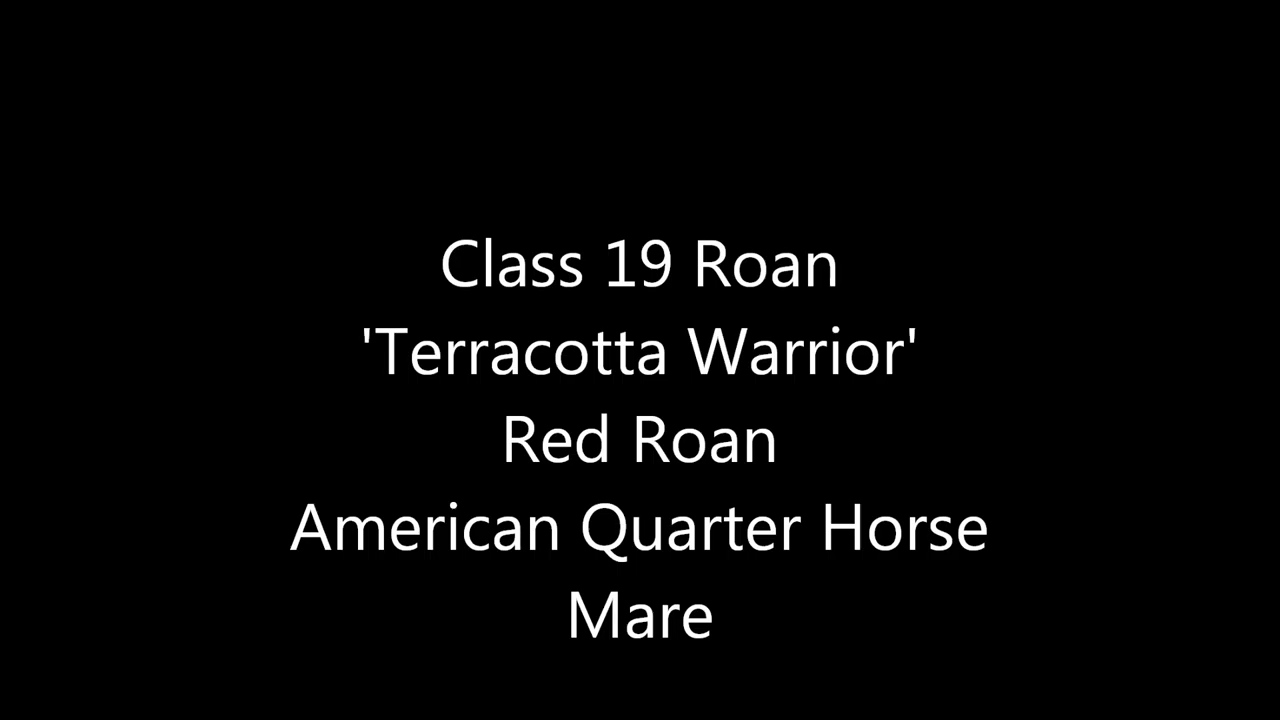 Class 19 Roan
'Terracotta Warrior'
Red Roan
American Quarter Horse
Mare